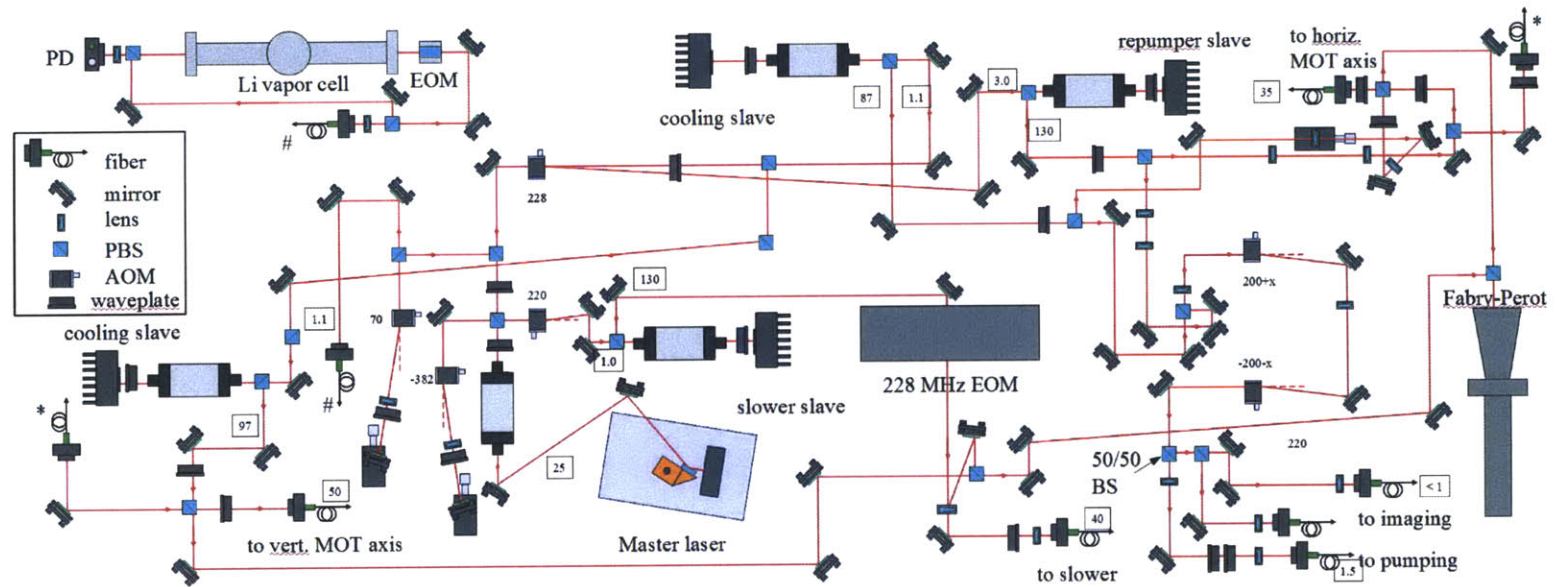 PD
Li vapor cell
EOM
#
fiber
mirror
lens
PBS
AOM
waveplate
cooling slave
cooling slave
87
1.1
3.0
repumper slave
130
to horiz.
MOT axis
35
*
228
70
#
1.1
97
*
50
to vert. MOT axis
-382
220
130
1.0
slower slave
25
Master laser
228 MHz EOM
40
to slower
200+x
-200-x
220
50/50
BS
Fabry-Perot
< 1
to imaging
to pumping
1.5